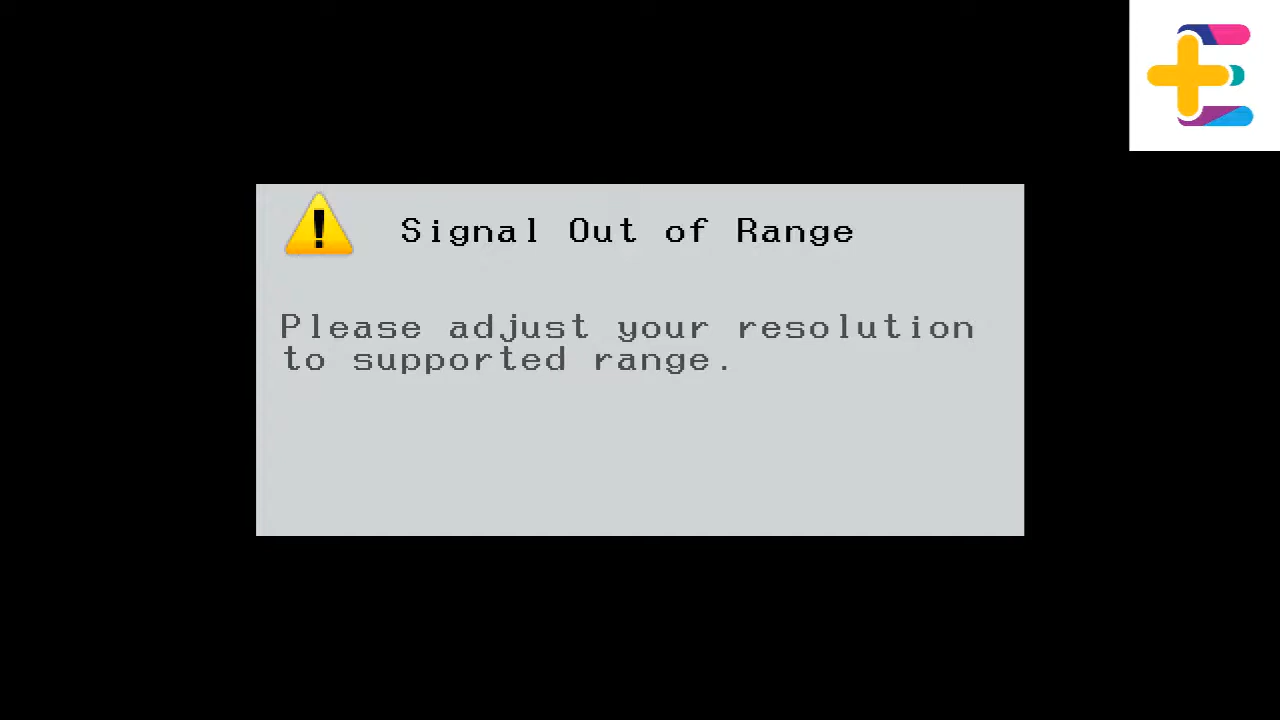 Signal Out of Range
Please adjust your resolution
to supported range.